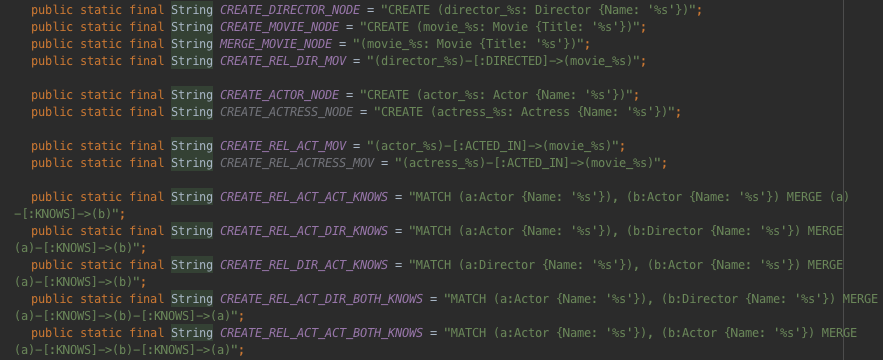 public static final String CREATE_DIRECTOR_NODE = "CREATE (director_%s: Director {Name: '%s'})";
public static final String CREATE_MOVIE_NODE = "CREATE (movie_%s: Movie {Title: '%s'})";
public static final String MERGE_MOVIE_NODE = "(movie_%s: Movie {Title: '%s'})";
public static final String CREATE_REL_DIR_MOV = "(director_%s)-[:DIRECTED]->(movie_%s)";
public static final String CREATE_ACTOR_NODE = "CREATE (actor_%s: Actor {Name: '%s'})";
public static final String CREATE_ACTRESS_NODE = "CREATE (actress_%s: Actress {Name: '%s'})";
public static final String CREATE_REL_ACT_MOV = "(actor_%s)-[:ACTED_IN]->(movie_%s)";
public static final String CREATE_REL_ACTRESS_MOV = "(actress_%s)-[:ACTED_IN]->(movie_%s)";
public static final String CREATE_REL_ACT_ACT_KNOWS = "MATCH (a:Actor {Name: '%s'}), (b:Actor {Name: '%s'}) MERGE (a)
-[:KNOWS]->(b)";
public static final String CREATE_REL_ACT_DIR_KNOWS = "MATCH (a:Actor {Name: '%s'}), (b:Director {Name: '%s'}) MERGE
(a)-[:KNOWS]->(b)";
public static final String CREATE_REL_DIR_ACT_KNOWS = "MATCH (a:Director {Name: '%s'}), (b:Actor {Name: '%s'}) MERGE
(a)-[:KNOWS]->(b)";
public static final String CREATE_REL_ACT_DIR_BOTH_KNOWS = "MATCH (a:Actor {Name: '%s'}), (b:Director {Name: '%s'}) MERGE
(a)-[:KNOWS]->(b)-[:KNOWS]->(a)";
public static final String CREATE_REL_ACT_ACT_BOTH_KNOWS = "MATCH (a:Actor {Name: '%s'}), (b:Actor {Name: '%s'}) MERGE
(a)-[:KNOWS]->(b)-[:KNOWS]->(a)";